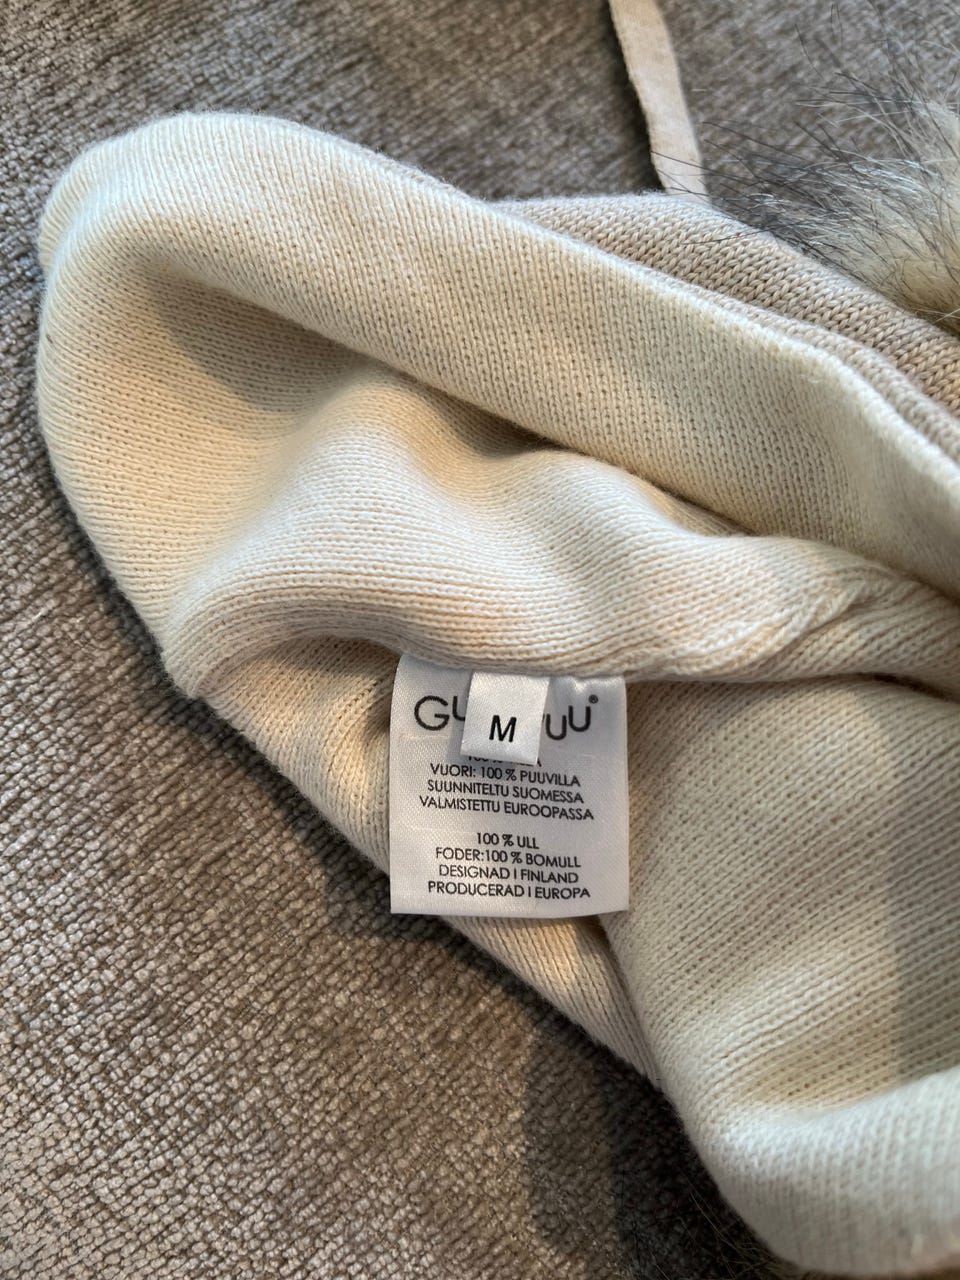 M
VUORI: 100 % PUUVILLA
SUUNNITELTU SUOMESSA
VALMISTETTU EUROOPASSA
100 % ULL
FODER:100 % BOMULL
DESIGNAD I FINLAND
PRODUCERAD I EUROPA